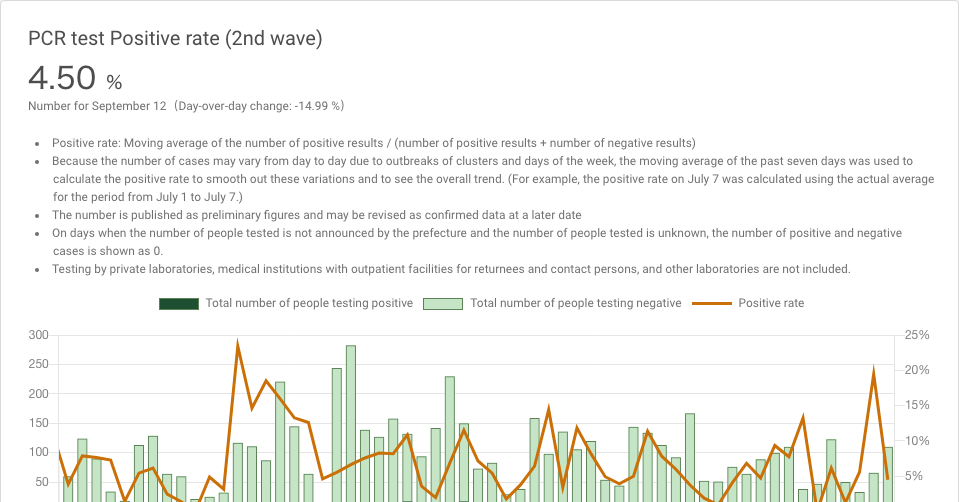 PCR test Positive rate (2nd wave)
4.50 %
Number for September 12（Day-over-day change: -14.99 %）
• Positive rate: Moving average of the number of positive results / (number of positive results + number of negative results)
• Because the number of cases may vary from day to day due to outbreaks of clusters and days of the week, the moving average of the past seven days was used to
calculate the positive rate to smooth out these variations and to see the overall trend. (For example, the positive rate on July 7 was calculated using the actual average
for the period from July 1 to July 7.)
• The number is published as preliminary figures and may be revised as confirmed data at a later date
• On days when the number of people tested is not announced by the prefecture and the number of people tested is unknown, the number of positive and negative
cases is shown as 0.
• Testing by private laboratories, medical institutions with outpatient facilities for returnees and contact persons, and other laboratories are not included.
Total number of people testing positive Total number of people testing negative Positive rate
300 25%
250
20%
200
15%
150
10%
100
50 5%